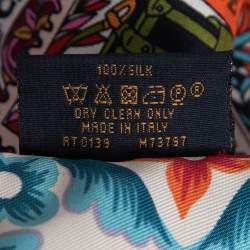 100% SILK
DRY CLEAN ONLY
MADE IN ITALY
RT0139 M73797